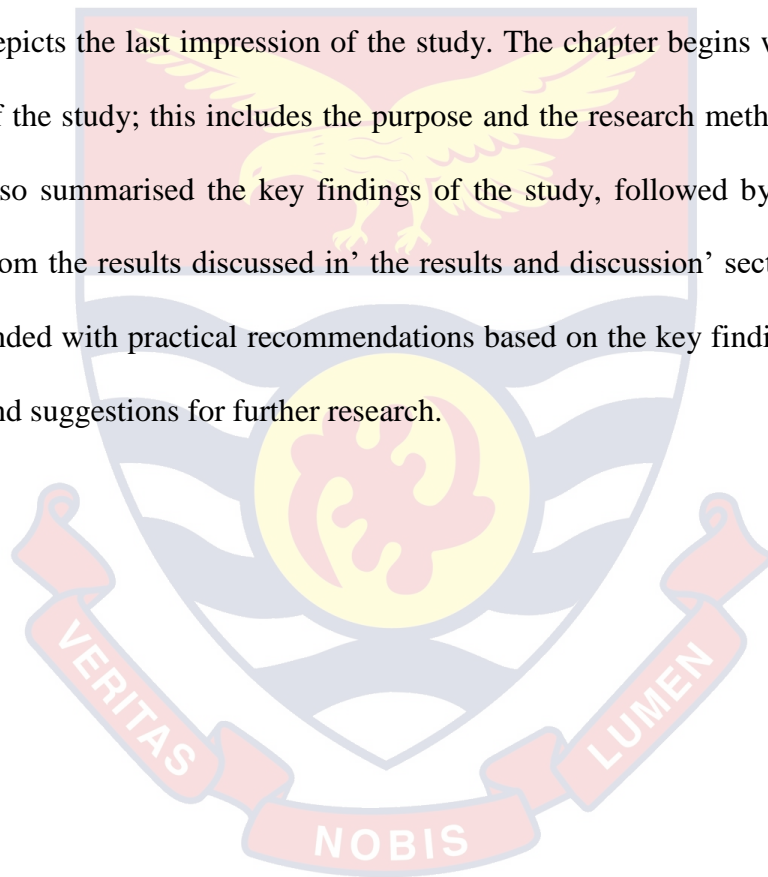 epicts the last impression of the study. The chapter begins
f the study; this includes the purpose and the research meth
so summarised the key findings of the study, followed by
om the results discussed in’ the results and discussion’ sect
nded with practical recommendations based on the key findi
nd suggestions for further research.
VERITAS
NOBIS
LUMEN